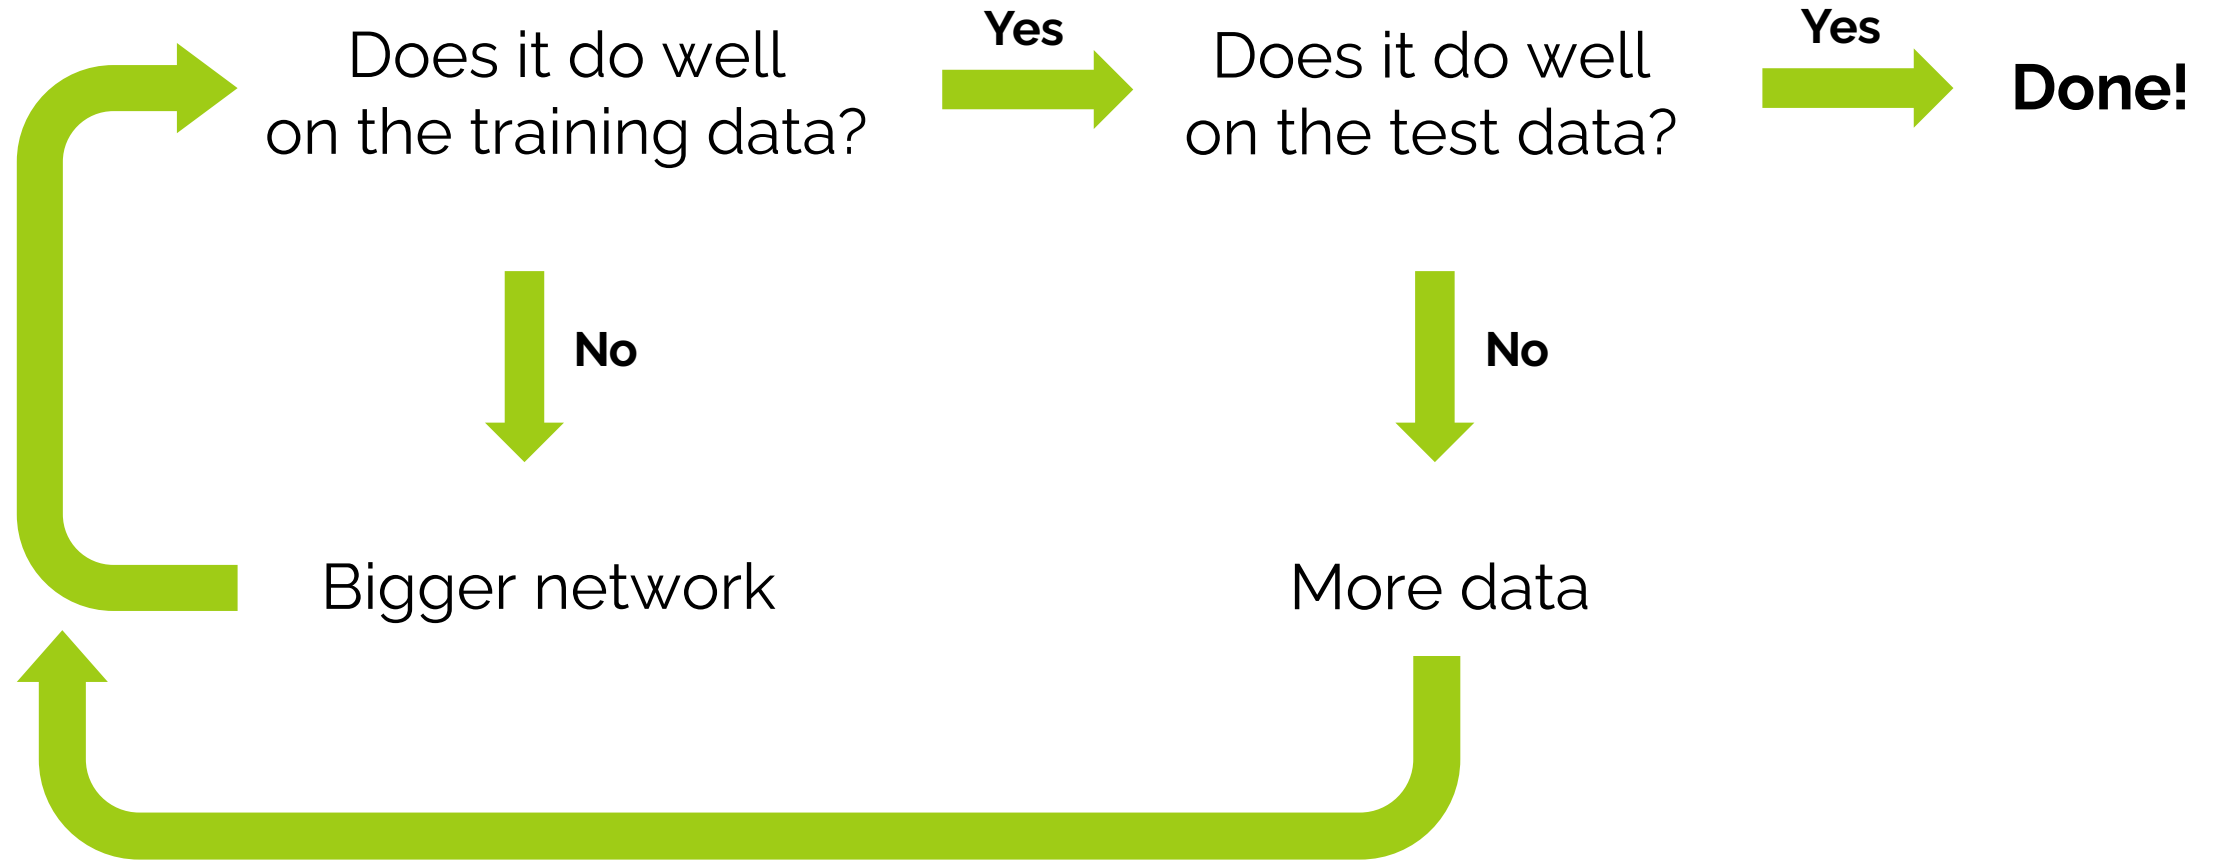 Does it do well
on the training data?
Yes
Does it do well
on the test data?
Yes
Done!
No
No
Bigger network
More data